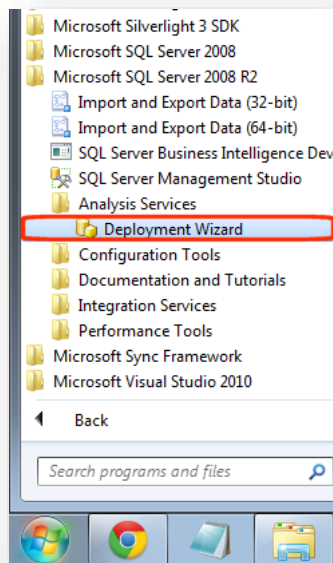 Microsoft Silverlight 3 SDK
Microsoft SQL Server 2008
Microsoft SQL Server 2008 R2
Import and Export Data (32-bit)
Import and Export Data (64-bit)
SQL Server Business Intelligence Dev
SQL Server Management Studio
Analysis Services
Deployment Wizard
Configuration Tools
Documentation and Tutorials
Integration Services
Performance Tools
Microsoft Sync Framework
Microsoft Visual Studio 2010
Back
Search programs and files